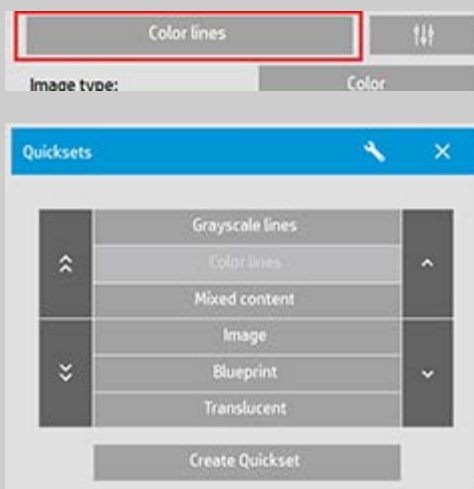 Color lines
Image type:
Color
Quicksets
Grayscale lines
Color lines
Mixed content
Image
Blueprint
Translucent
Create Quickset